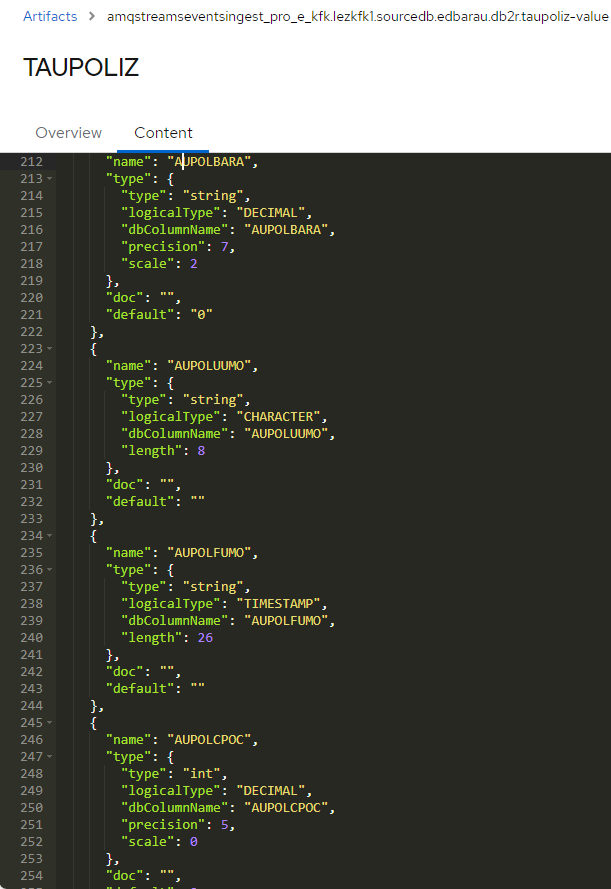 Artifacts > amqstreamseventsingest_pro_e_kfk.lezkfk1.sourcedb.edbarau.db2r.taupoliz-value
TAUPOLIZ
Overview Content
212 "name": "AUPOLBARA",
213 "type": {
214 "type": "string",
215 "logicalType": "DECIMAL",
216 "dbColumnName": "AUPOLBARA",
217 "precision": 7,
218 "scale": 2
219 },
220 "doc": "",
221 "default": "0"
222 },
223 {
224 "name": "AUPOLUUMO",
225 "type": {
226 "type": "string",
227 "logicalType": "CHARACTER",
228 "dbColumnName": "AUPOLUUMO",
229 "length": 8
230 },
231 "doc": "",
232 "default": ""
233 },
234 {
235 "name": "AUPOLFUMO",
236 "type": {
237 "type": "string",
238 "logicalType": "TIMESTAMP",
239 "dbColumnName": "AUPOLFUMO",
240 "length": 26
241 },
242 "doc": "",
243 "default": ""
244 },
245 {
246 "name": "AUPOLCPOC",
247 "type": {
248 "type": "int",
249 "logicalType": "DECIMAL",
250 "dbColumnName": "AUPOLCPOC",
251 "precision": 5,
252 "scale": 0
253 },
254 "doc": "",